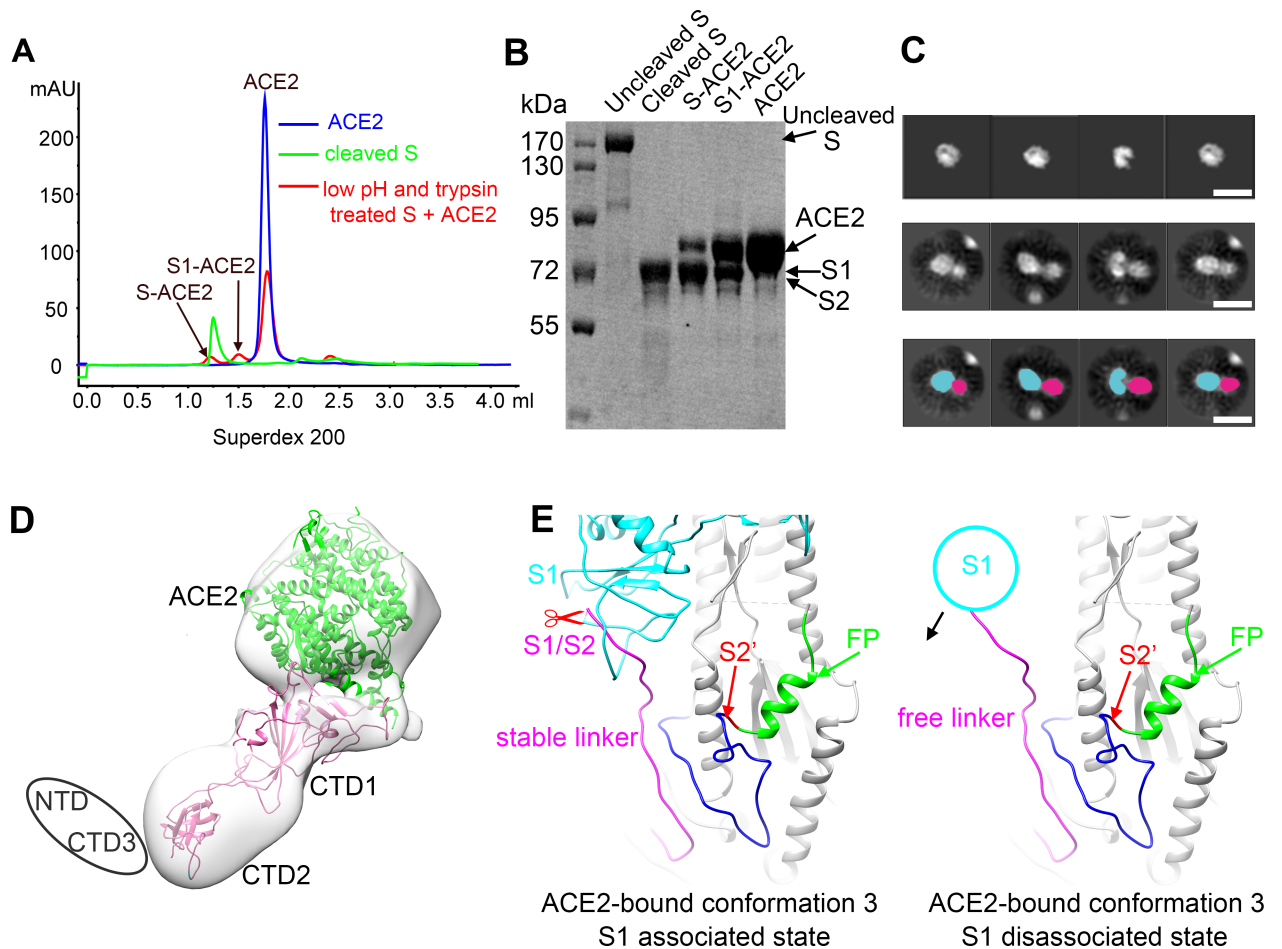 A
mAU
200
150
100
50
0
0.0 0.5 1.0 1.5 2.0 2.5 3.0 3.5 4.0 ml
Superdex 200
ACE2
ACE2
cleaved S
low pH and trypsin
treated S + ACE2
S1-ACE2
S-ACE2
B
kDa
Uncleaved S
Cleaved S
S-ACE2
S1-ACE2
ACE2
170
130
95
72
55
Uncleaved
S
ACE2
S1
S2
C
D
ACE2
CTD1
NTD
CTD3
CTD2
E
S1
S1/S2
S2’
FP
stable linker
ACE2-bound conformation 3
S1 associated state
S1
S2’
FP
free linker
ACE2-bound conformation 3
S1 disassociated state